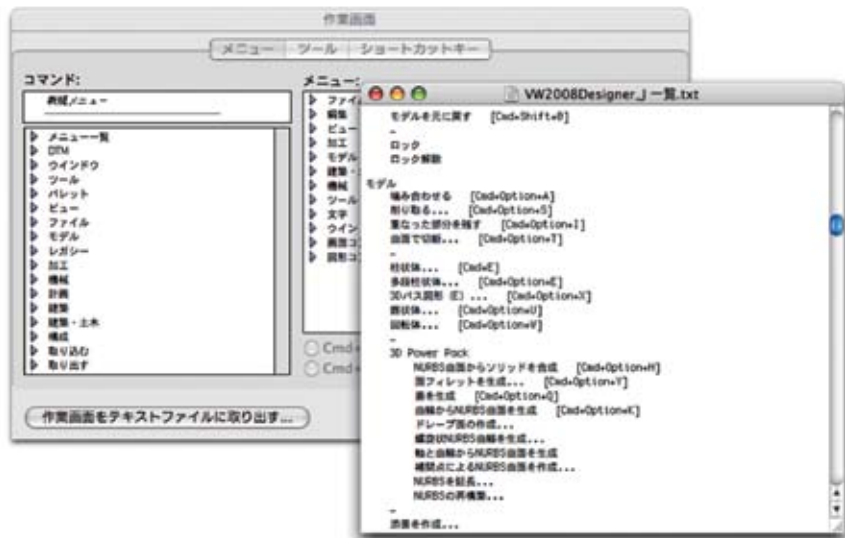 作業画面
メニュー ツール ショートカットキー
コマンド:
新規メニュー
メニュー一覧
DTM
ウインドウ
ツール
パレット
ビュー
ファイル
モデル
レガシー
加工
機械
計画
建築
建築・土木
構成
取り込む
取り出す
メニュー:
ファイ
編集
ビュー
加工
モデル
建築・
機械
ツール
文字
ウイン
画面コ
図形コ
Cmd+
Cmd+
作業画面をテキストファイルに取り出す...
VW2008Designer_J 一覧.txt
モデルを元に戻す [Cmd+Shift+B]
-
ロック
ロック解除
モデル
噛み合わせる [Cmd+Option+A]
削り取る... [Cmd+Option+S]
重なった部分を残す [Cmd+Option+I]
曲面で切断... [Cmd+Option+T]
-
柱状体... [Cmd+E]
多段柱状体... [Cmd+Option+E]
3Dパス図形 (E) ... [Cmd+Option+X]
錐状体... [Cmd+Option+U]
回転体... [Cmd+Option+W]
-
3D Power Pack
NURBS曲面からソリッドを合成 [Cmd+Option+H]
面フィレットを生成... [Cmd+Option+Y]
蓋を生成 [Cmd+Option+Q]
曲線からNURBS曲面を生成 [Cmd+Option+K]
ドレープ面の作成...
螺旋状NURBS曲線を生成...
軸と曲線からNURBS曲面を生成
補間点によるNURBS曲面を作成...
NURBSを延長...
NURBSの再構築...
-
派番を作成...